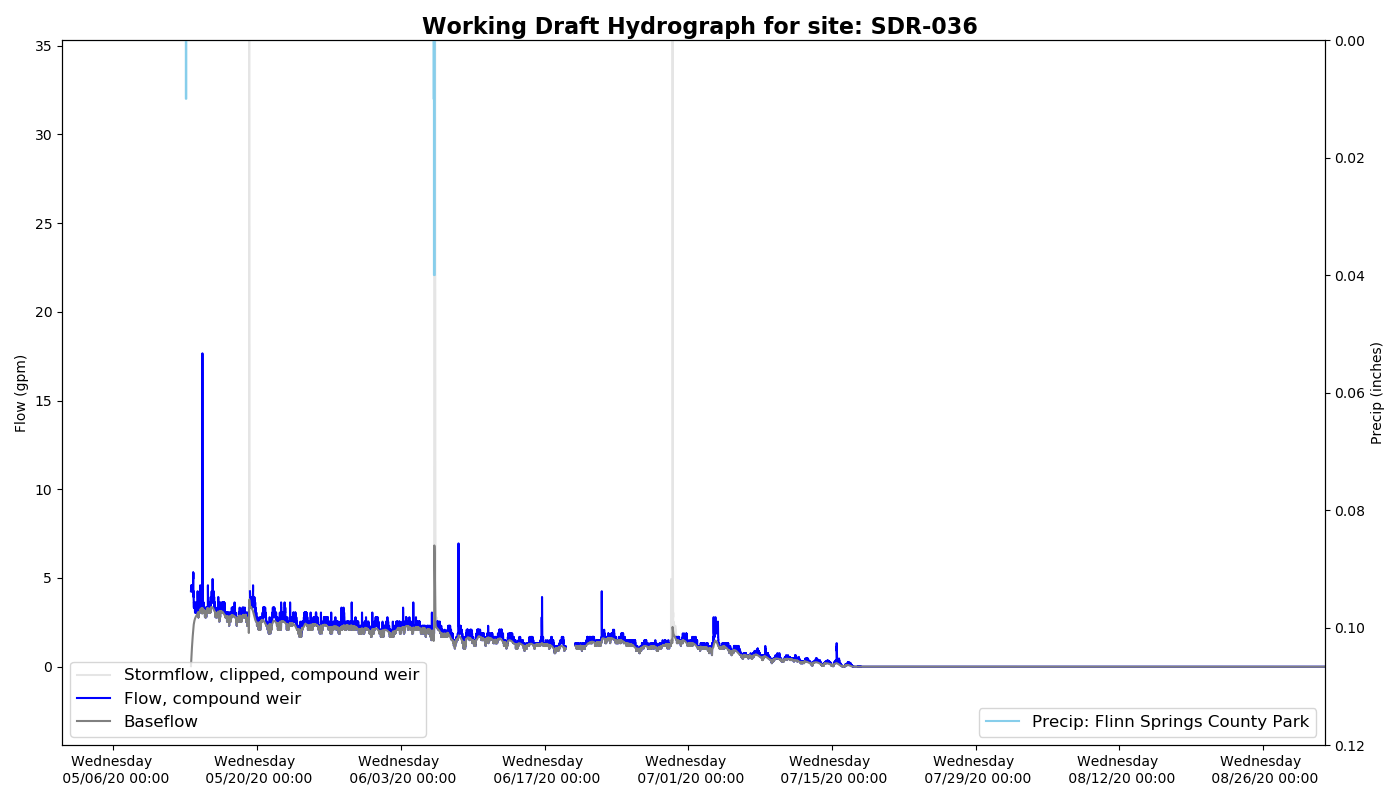 Working Draft Hydrograph for site: SDR-036
35
30
25
20
15
10
5
0
Flow (gpm)
0.00
0.02
0.04
0.06
0.08
0.10
0.12
Precip (inches)
Stormflow, clipped, compound weir
Flow, compound weir
Baseflow
Precip: Flinn Springs County Park
Wednesday
05/06/20 00:00
Wednesday
05/20/20 00:00
Wednesday
06/03/20 00:00
Wednesday
06/17/20 00:00
Wednesday
07/01/20 00:00
Wednesday
07/15/20 00:00
Wednesday
07/29/20 00:00
Wednesday
08/12/20 00:00
Wednesday
08/26/20 00:00